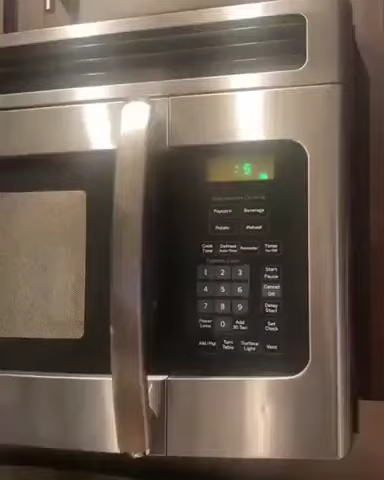 :6
Popcorn Beverage
Potato Reheat
Cook Time Defrost Reminder Timer
1 2 3 Start Pause
4 5 6 Cancel Off
7 8 9 Delay Start
Power Level 0 Add 30 Sec Set Clock
Turn Table Surface Light Vent